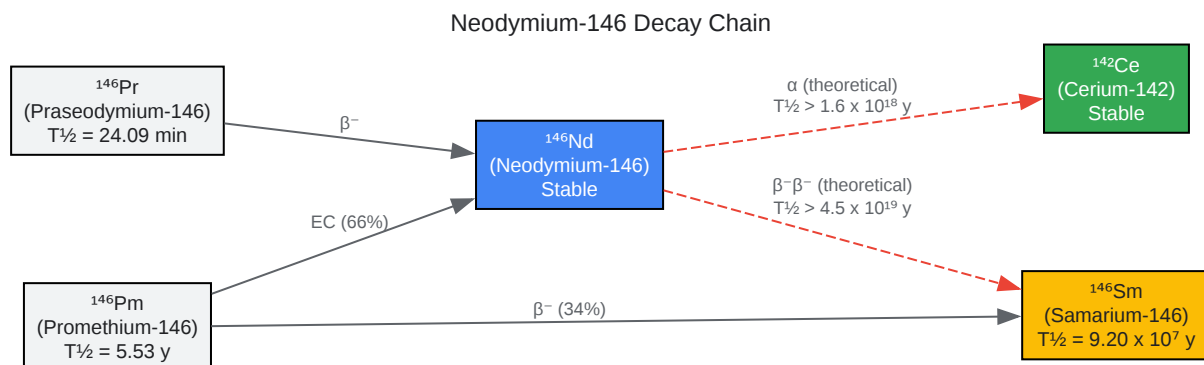 Neodymium-146 Decay Chain
¹⁴⁶Pr
(Praseodymium-146)
T½ = 24.09 min
β⁻
¹⁴⁶Nd
(Neodymium-146)
Stable
α (theoretical)
T½ > 1.6 x 10¹⁸ y
¹⁴²Ce
(Cerium-142)
Stable
β⁻β⁻ (theoretical)
T½ > 4.5 x 10¹⁹ y
EC (66%)
¹⁴⁶Pm
(Promethium-146)
T½ = 5.53 y
β⁻ (34%)
¹⁴⁶Sm
(Samarium-146)
T½ = 9.20 x 10⁷ y